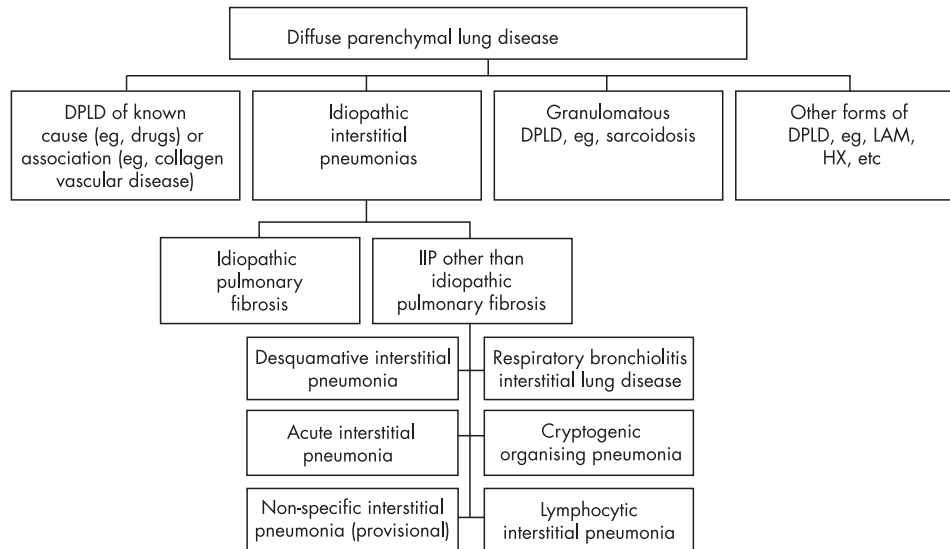 Diffuse parenchymal lung disease
DPLD of known
cause (eg, drugs) or
association (eg, collagen
vascular disease)
Idiopathic
interstitial
pneumonias
Granulomatous
DPLD, eg, sarcoidosis
Other forms of
DPLD, eg, LAM,
HX, etc
Idiopathic
pulmonary
fibrosis
IIP other than
idiopathic
pulmonary fibrosis
Desquamative interstitial
pneumonia
Respiratory bronchiolitis
interstitial lung disease
Acute interstitial
pneumonia
Cryptogenic
organising pneumonia
Non-specific interstitial
pneumonia (provisional)
Lymphocytic
interstitial pneumonia